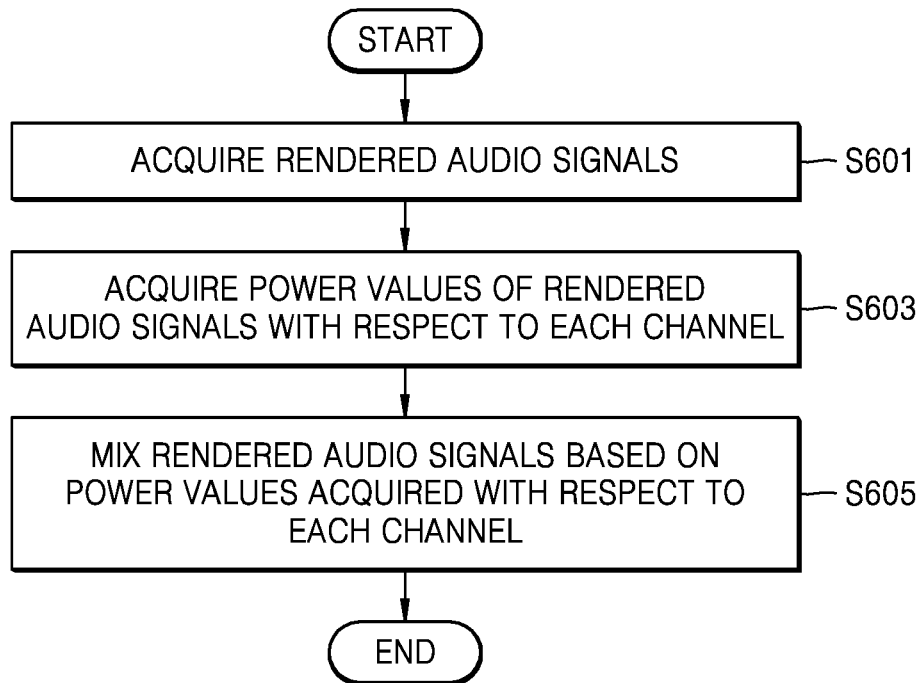 START
ACQUIRE RENDERED AUDIO SIGNALS
S601
ACQUIRE POWER VALUES OF RENDERED
AUDIO SIGNALS WITH RESPECT TO EACH CHANNEL
S603
MIX RENDERED AUDIO SIGNALS BASED ON
POWER VALUES ACQUIRED WITH RESPECT TO
EACH CHANNEL
S605
END